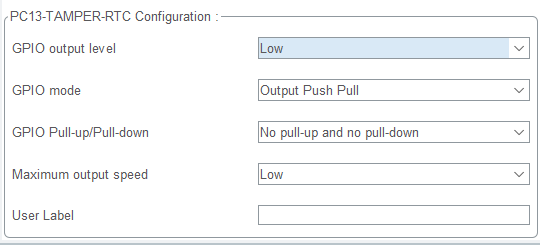 PC13-TAMPER-RTC Configuration :
GPIO output level Low
GPIO mode Output Push Pull
GPIO Pull-up/Pull-down No pull-up and no pull-down
Maximum output speed Low
User Label